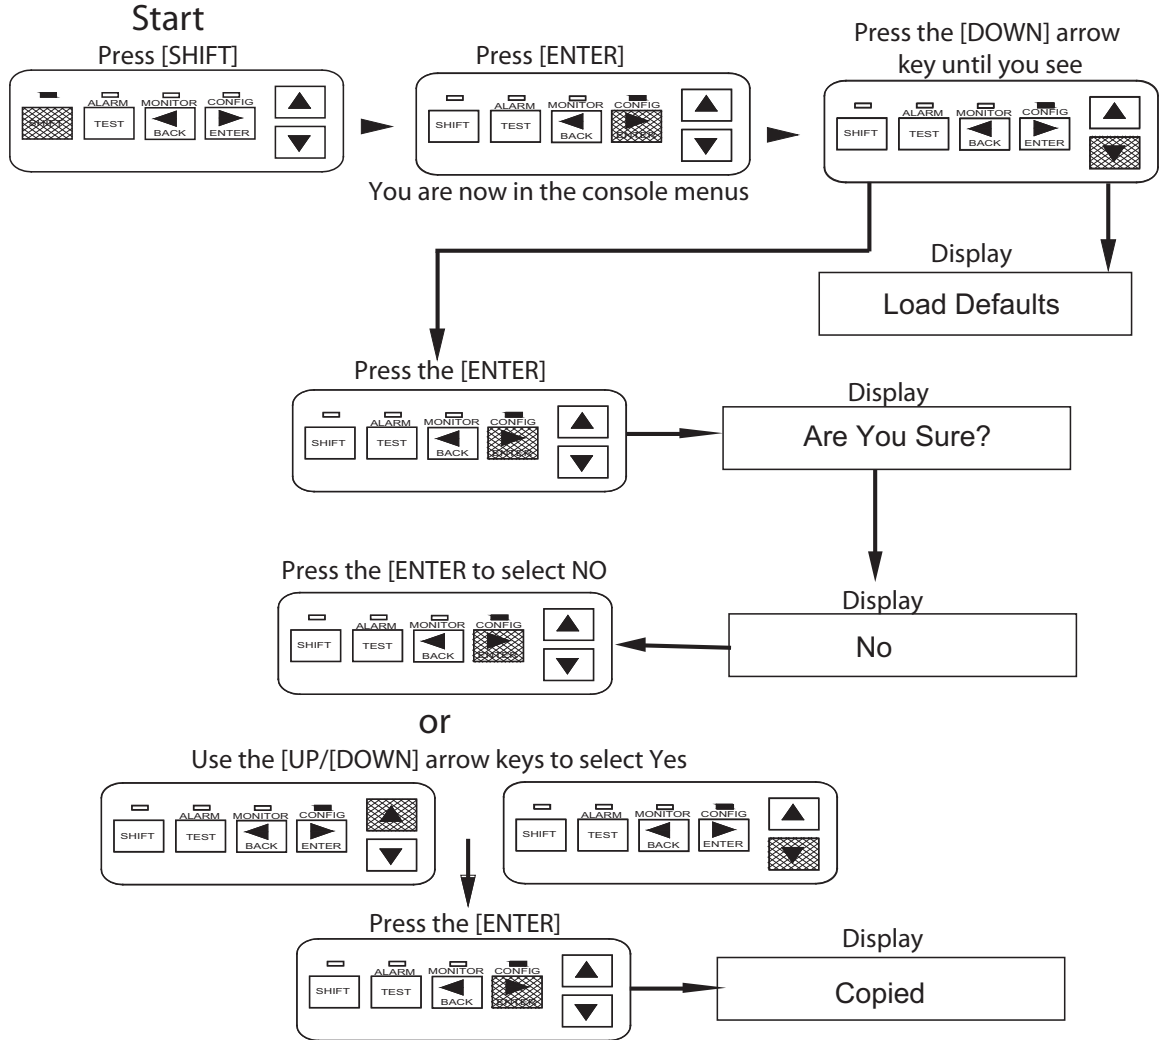 Start
Press [SHIFT]
ALARM MONITOR CONFIG
TEST
BACK ENTER
Press [ENTER]
ALARM MONITOR CONFIG
SHIFT TEST
BACK
You are now in the console menus
Press the [DOWN] arrow
key until you see
ALARM MONITOR CONFIG
SHIFT TEST
BACK ENTER
Display
Load Defaults
Press the [ENTER]
ALARM MONITOR CONFIG
SHIFT TEST
BACK
Display
Are You Sure?
Display
No
Press the [ENTER to select NO
ALARM MONITOR CONFIG
SHIFT TEST
BACK
or
Use the [UP/[DOWN] arrow keys to select Yes
ALARM MONITOR CONFIG
SHIFT TEST
BACK ENTER
ALARM MONITOR CONFIG
SHIFT TEST
BACK ENTER
Press the [ENTER]
ALARM MONITOR CONFIG
SHIFT TEST
BACK
Display
Copied